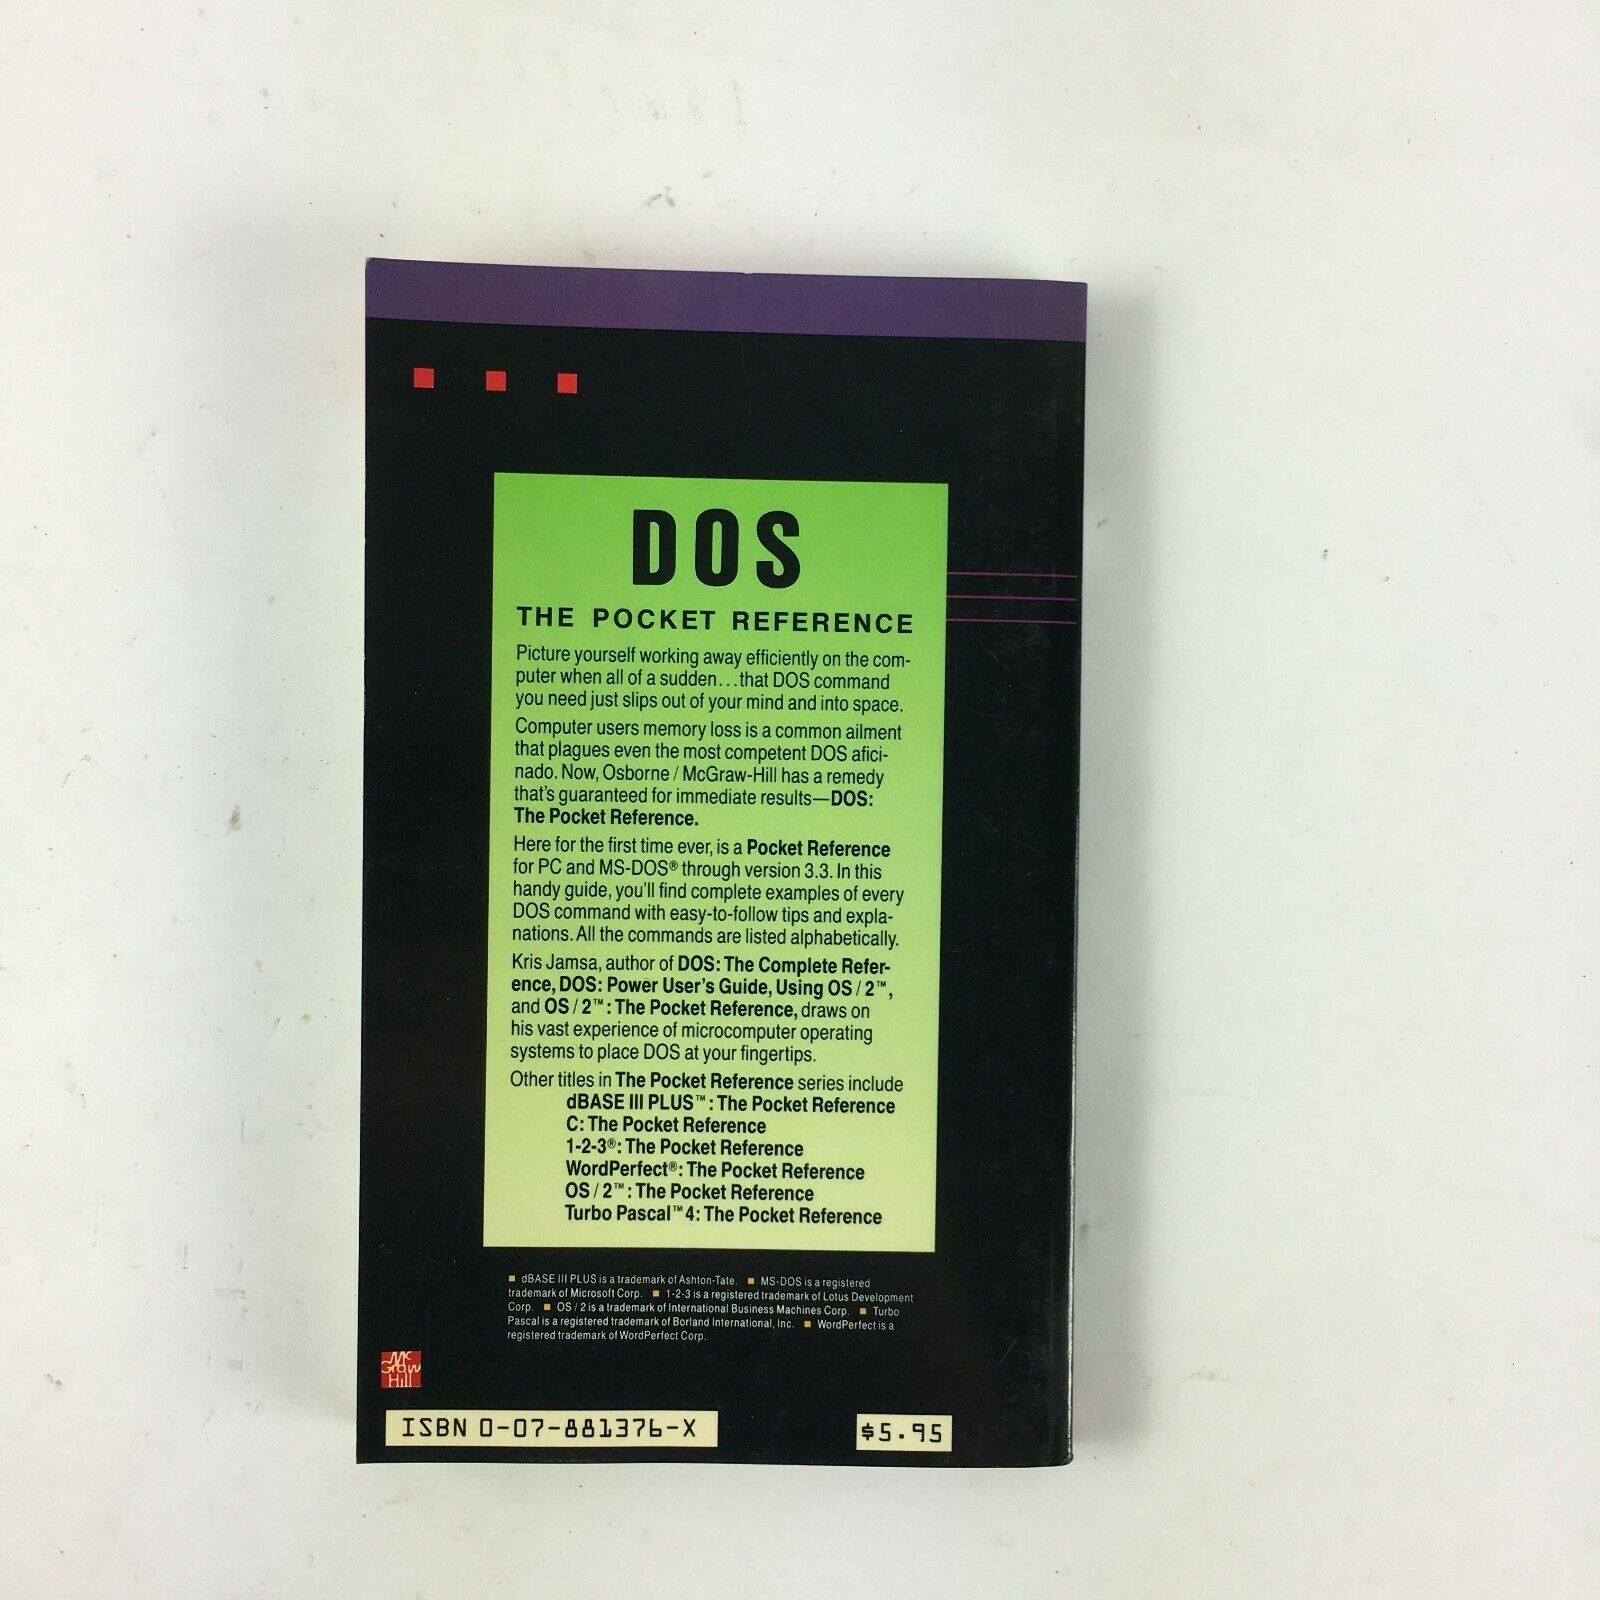 DOS
THE POCKET REFERENCE
Picture yourself working away efficiently on the com-
puter when all of a sudden...that DOS command
you need just slips out of your mind and into space.
Computer users memory loss is a common ailment
that plagues even the most competent DOS afici-
nado. Now, Osborne / McGraw-Hill has a remedy
that's guaranteed for immediate results—DOS:
The Pocket Reference.
Here for the first time ever, is a Pocket Reference
for PC and MS-DOS® through version 3.3. In this
handy guide, you'll find complete examples of every
DOS command with easy-to-follow tips and expla-
nations. All the commands are listed alphabetically.
Kris Jamsa, author of DOS: The Complete Refer-
ence, DOS: Power User's Guide, Using OS / 2™,
and OS / 2™: The Pocket Reference, draws on
his vast experience of microcomputer operating
systems to place DOS at your fingertips.
Other titles in The Pocket Reference series include
dBASE III PLUS™: The Pocket Reference
C: The Pocket Reference
1-2-3®: The Pocket Reference
WordPerfect®: The Pocket Reference
OS / 2™: The Pocket Reference
Turbo Pascal™ 4: The Pocket Reference
■ dBASE III PLUS is a trademark of Ashton-Tate. ■ MS-DOS is a registered
trademark of Microsoft Corp. ■ 1-2-3 is a registered trademark of Lotus Development
Corp. ■ OS / 2 is a trademark of International Business Machines Corp. ■ Turbo
Pascal is a registered trademark of Borland International, Inc. ■ WordPerfect is a
registered trademark of WordPerfect Corp.
Mc
Graw
Hill
ISBN 0-07-881376-X
$5.95